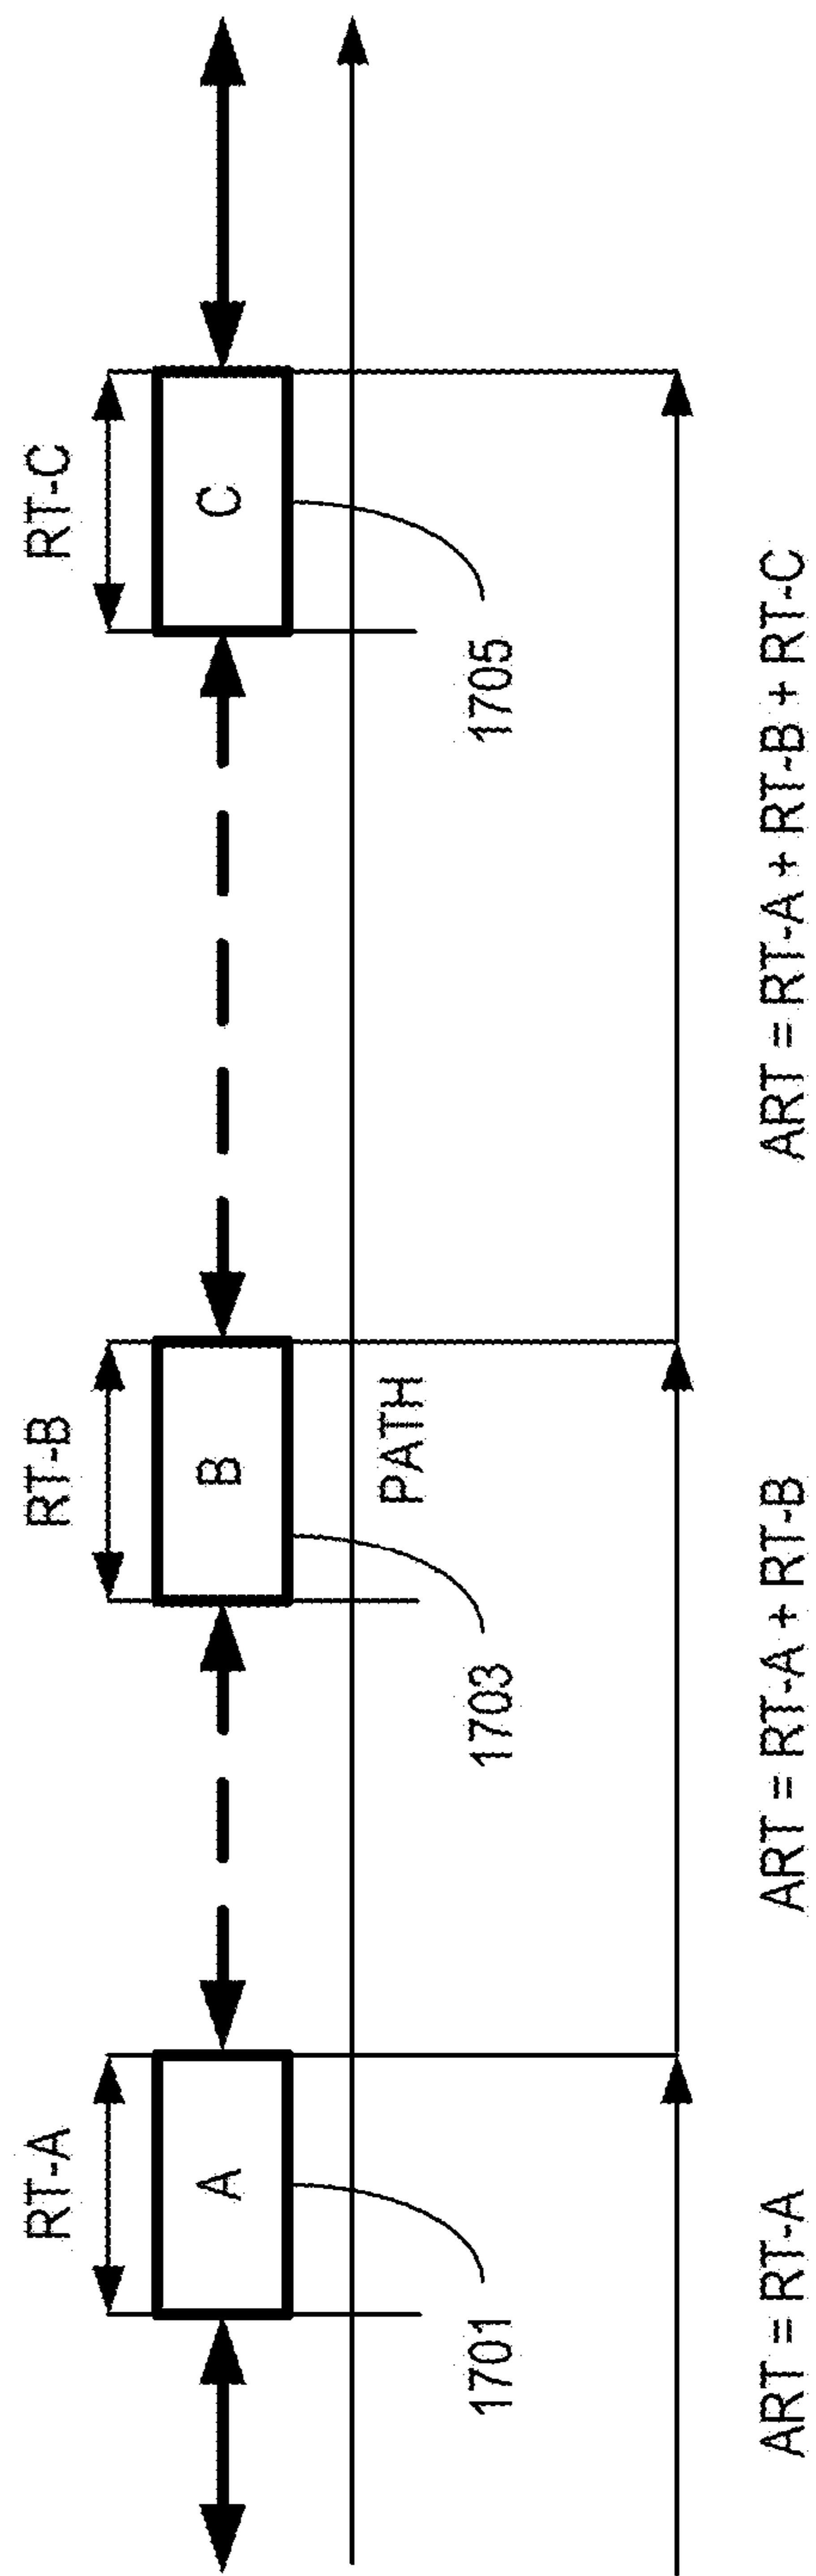 RT-A
RT-B
RT-C
A
B
C
PATH
1701
1703
1705
ART = RT-A
ART = RT-A + RT-B
ART = RT-A + RT-B + RT-C